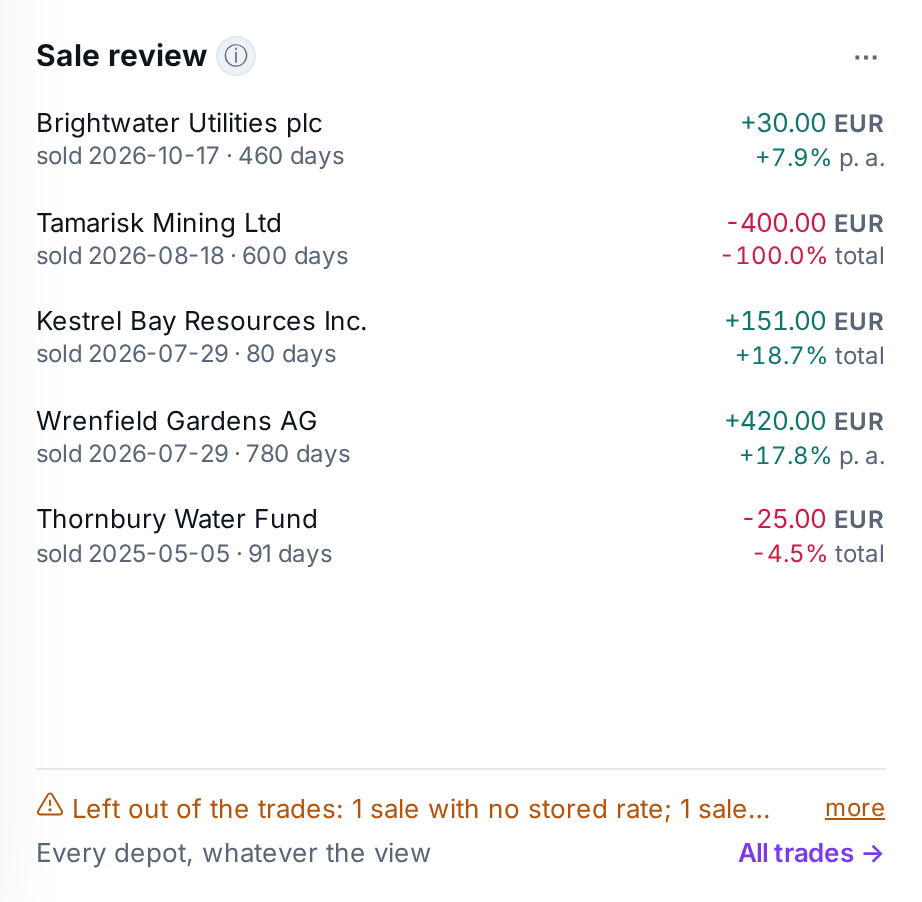 Sale review ⓘ ...
Brightwater Utilities plc +30.00 EUR
sold 2026-10-17 · 460 days +7.9% p. a.
Tamarisk Mining Ltd -400.00 EUR
sold 2026-08-18 · 600 days -100.0% total
Kestrel Bay Resources Inc. +151.00 EUR
sold 2026-07-29 · 80 days +18.7% total
Wrenfield Gardens AG +420.00 EUR
sold 2026-07-29 · 780 days +17.8% p. a.
Thornbury Water Fund -25.00 EUR
sold 2025-05-05 · 91 days -4.5% total
Left out of the trades: 1 sale with no stored rate; 1 sale... more
Every depot, whatever the view All trades →